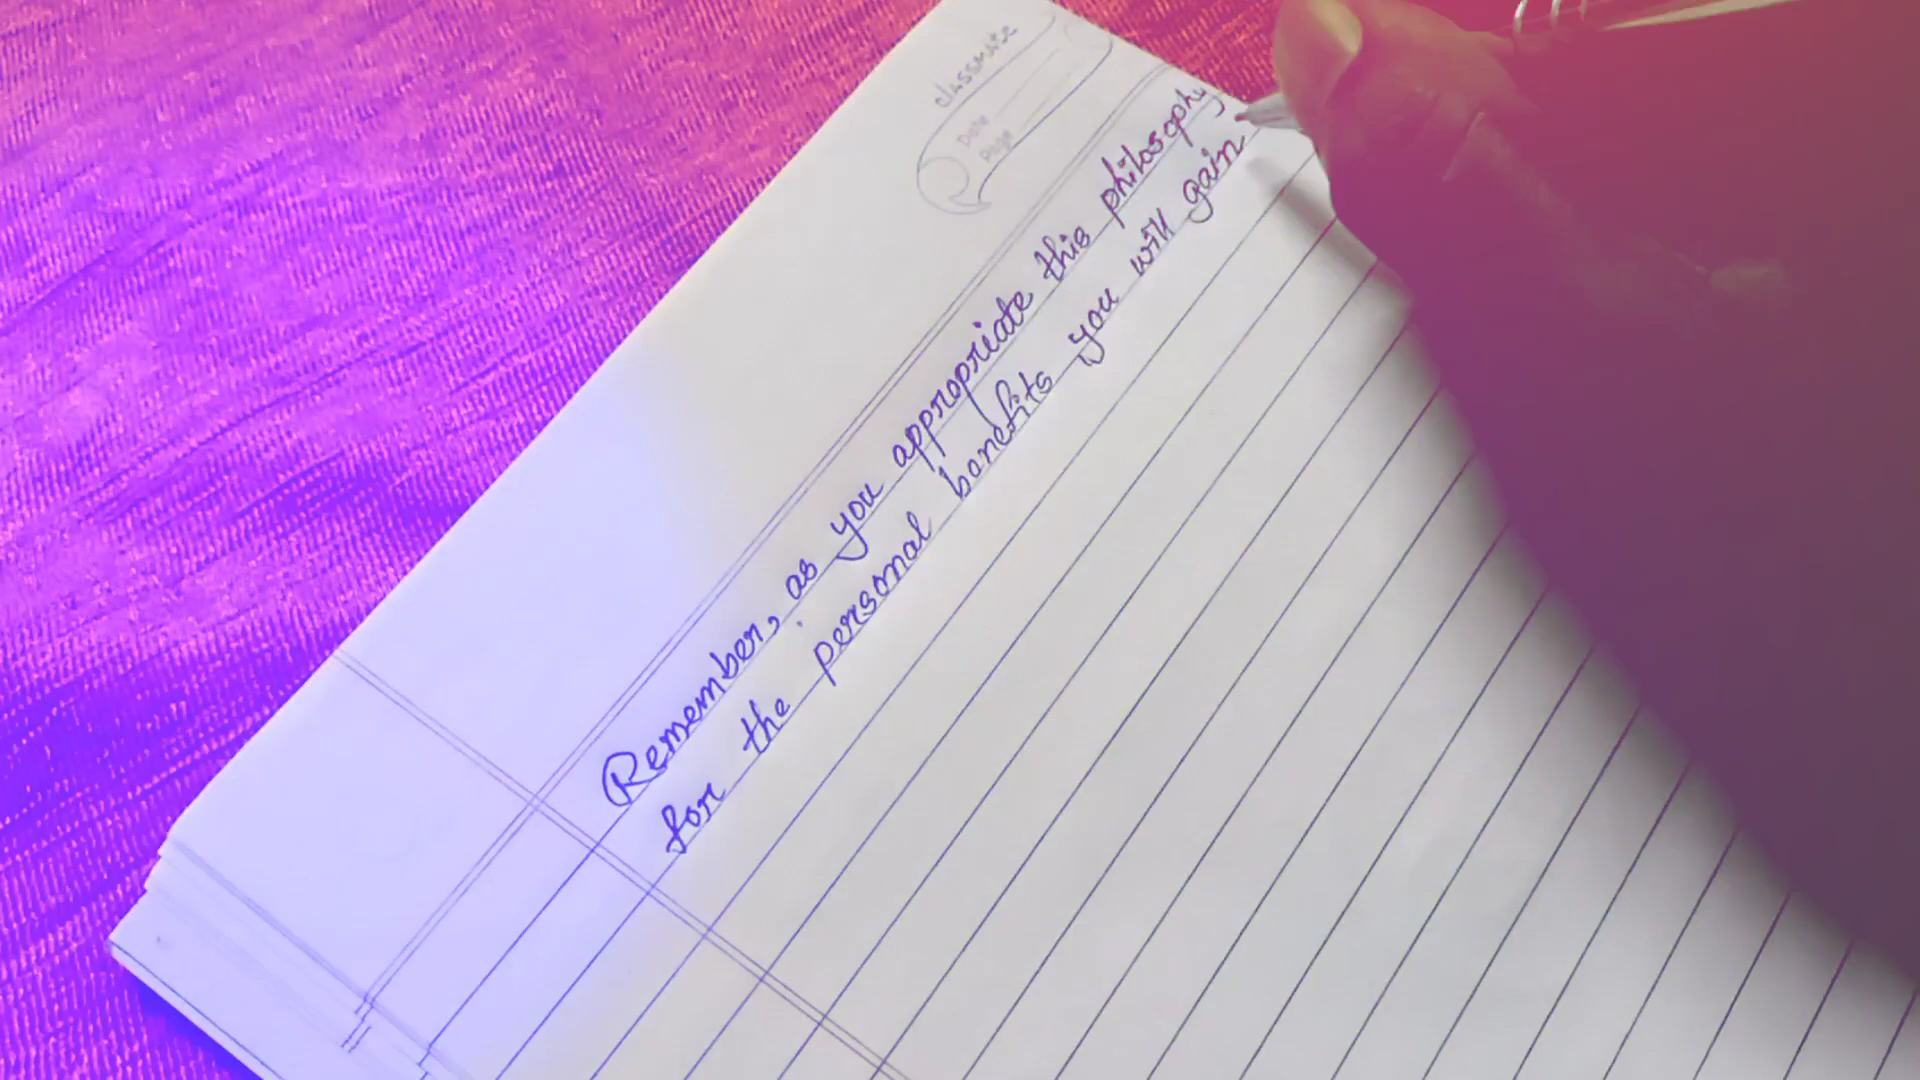 classmate
Date
Page
Remember, as you appropriate this philosophy
for the personal benefits you will gain